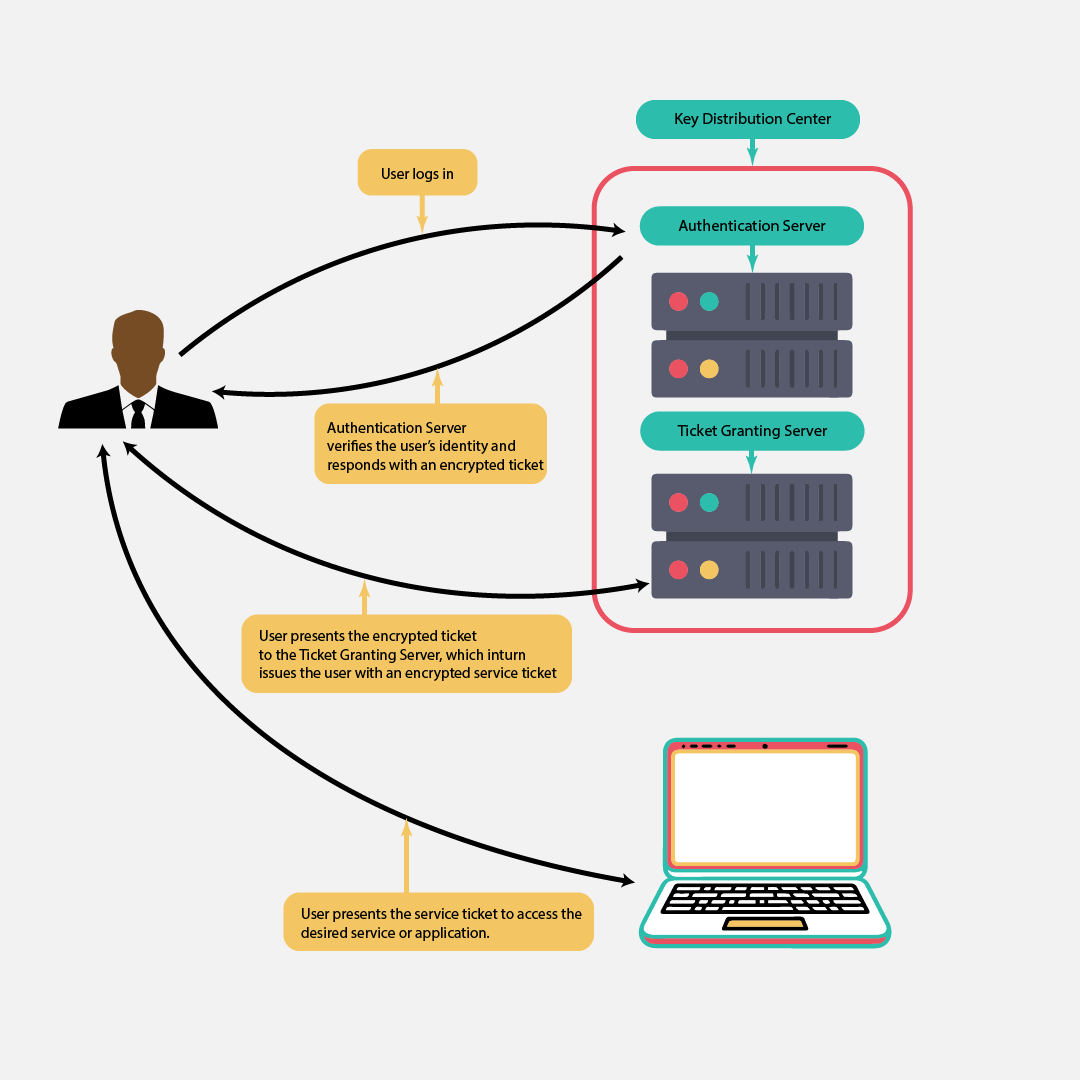 Key Distribution Center
User logs in
Authentication Server
Authentication Server
verifies the user's identity and
responds with an encrypted ticket
Ticket Granting Server
User presents the encrypted ticket
to the Ticket Granting Server, which inturn
issues the user with an encrypted service ticket
User presents the service ticket to access the
desired service or application.